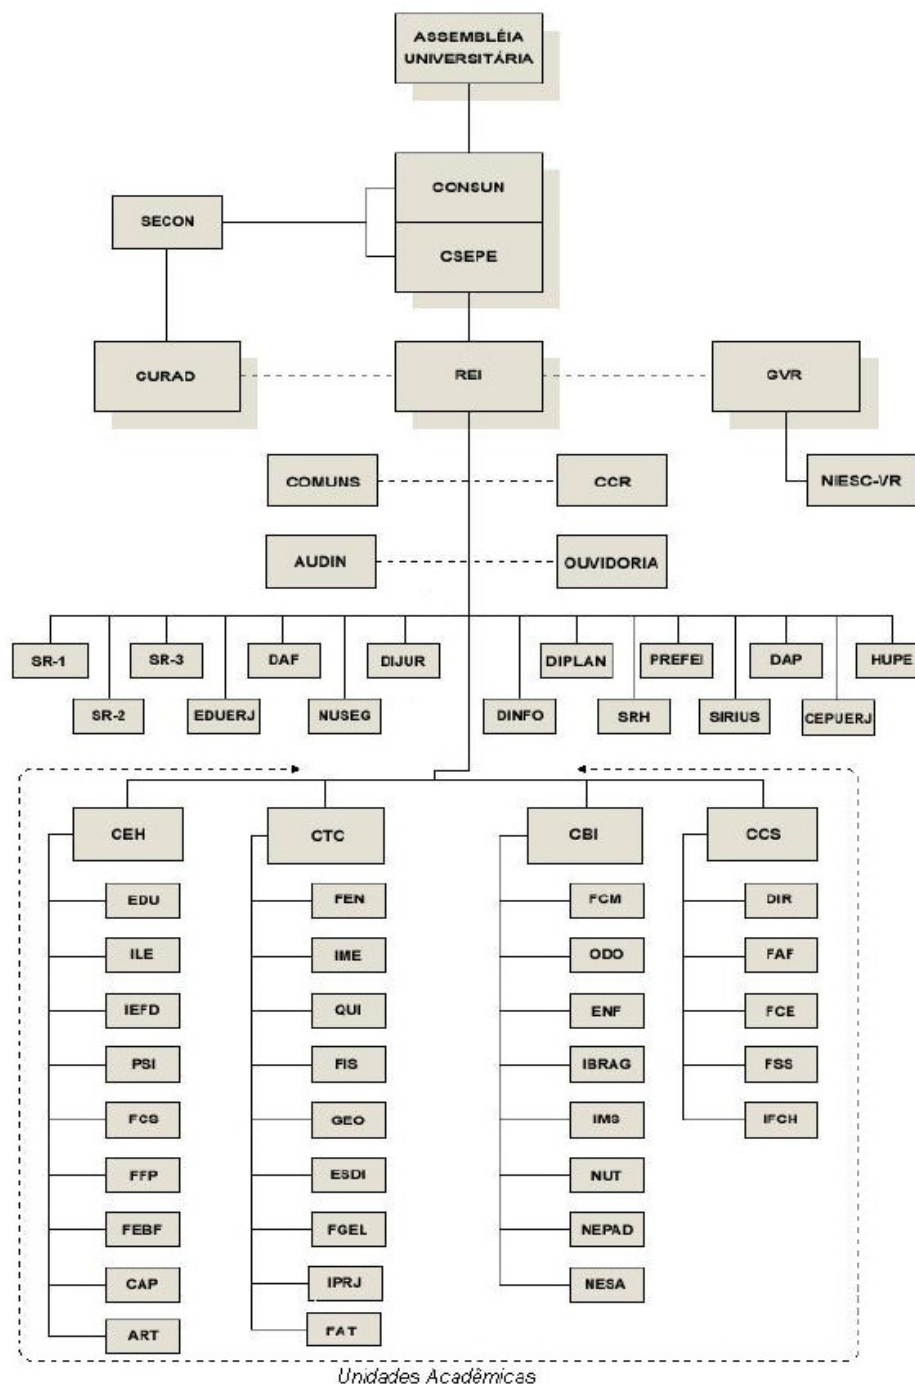 ASSEMBLÉIA
UNIVERSITÁRIA
CONSUN
SECON
CSEPE
CURAD
REI
GVR
COMUNS
CCR
NIESC-VR
AUDIN
OUVIDORIA
SR-1
SR-3
DAF
DIJUR
DIPLAN
PREFEI
DAP
HUPE
SR-2
EDUERJ
NUSEG
DINFO
SRH
SIRIUS
CEPUERJ
CEH
CTC
CBI
CCS
EDU
FEN
FCM
DIR
ILE
IME
ODO
FAF
IEFD
QUI
ENF
FCE
PSI
FIS
IBRAG
FSS
FCS
GEO
IMS
IFCH
FFP
ESDI
NUT
FEBF
FGEL
NEPAD
CAP
IPRJ
NESA
ART
FAT
Unidades Acadêmicas